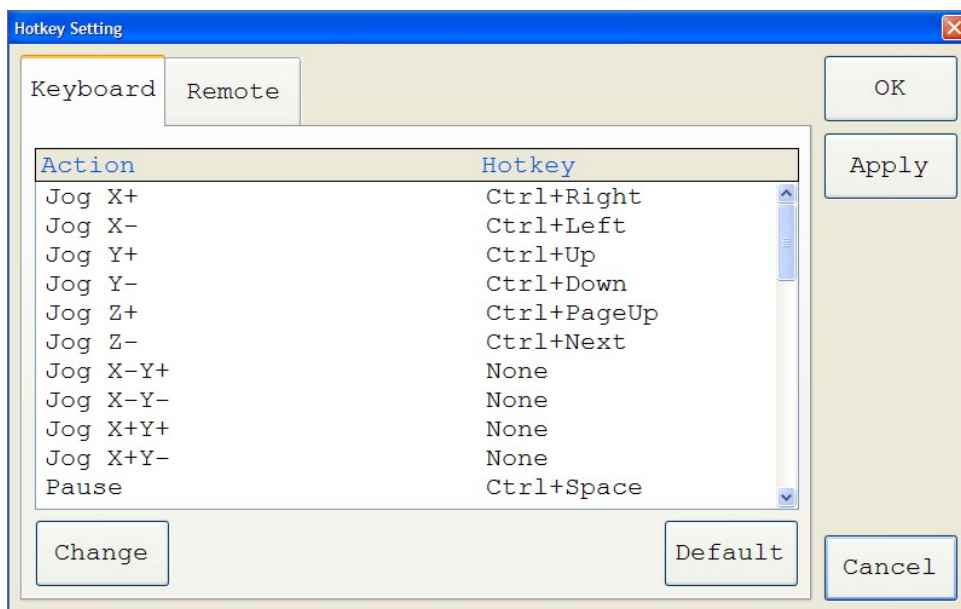 Hotkey Setting
Keyboard Remote
OK
Apply
Action Hotkey
Jog X+ Ctrl+Right
Jog X- Ctrl+Left
Jog Y+ Ctrl+Up
Jog Y- Ctrl+Down
Jog Z+ Ctrl+PageUp
Jog Z- Ctrl+Next
Jog X-Y+ None
Jog X-Y- None
Jog X+Y+ None
Jog X+Y- None
Pause Ctrl+Space
Change Default
Cancel